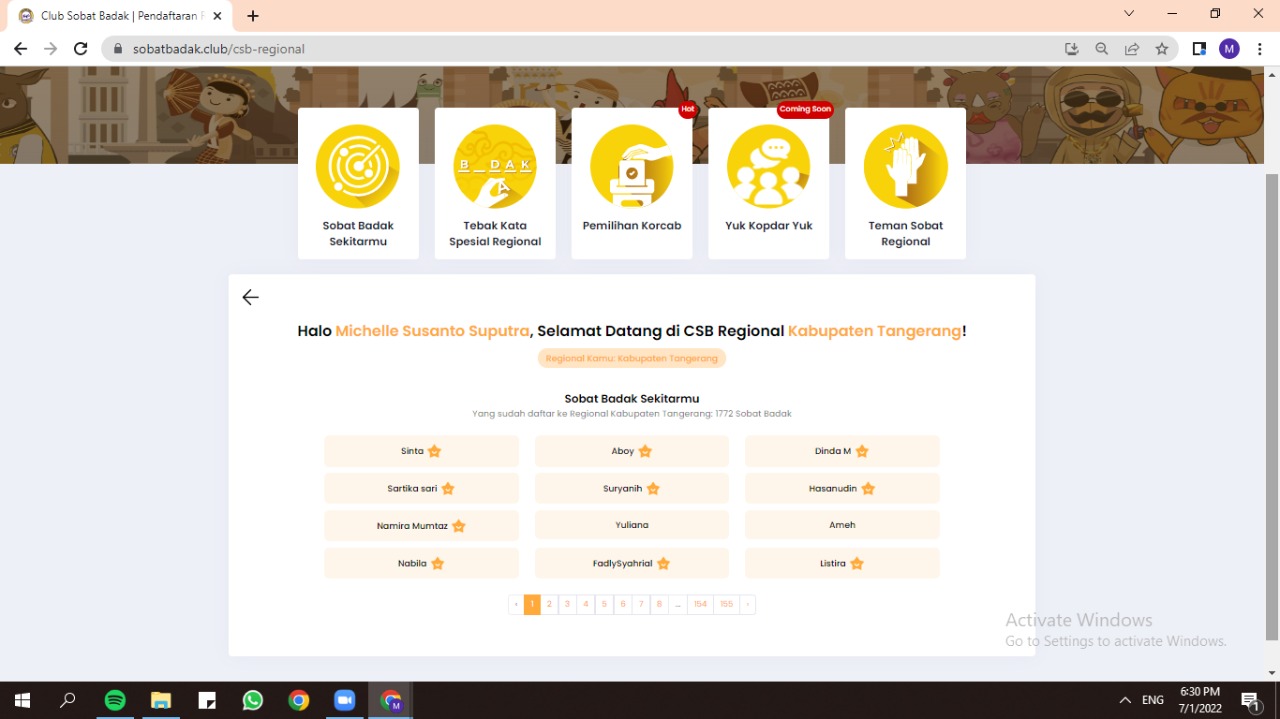 Club Sobat Badak | Pendaftaran
sobatbadak.club/csb-regional
M
Hot
Coming Soon
B _ D A K
A
Sobat Badak
Sekitarmu
Tebak Kata
Spesial Regional
Pemilihan Korcab
Yuk Kopdar Yuk
Teman Sobat
Regional
Halo Michelle Susanto Suputra, Selamat Datang di CSB Regional Kabupaten Tangerang!
Regional Kamu: Kabupaten Tangerang
Sobat Badak Sekitarmu
Yang sudah daftar ke Regional Kabupaten Tangerang: 1772 Sobat Badak
Sinta
Aboy
Dinda M
Sartika sari
Suryanih
Hasanudin
Namira Mumtaz
Yuliana
Ameh
Nabila
FadlySyahrial
Listira
‹ 1 2 3 4 5 6 7 8 ... 154 155 ›
Activate Windows
Go to Settings to activate Windows.
M
ENG
6:30 PM
7/1/2022
1